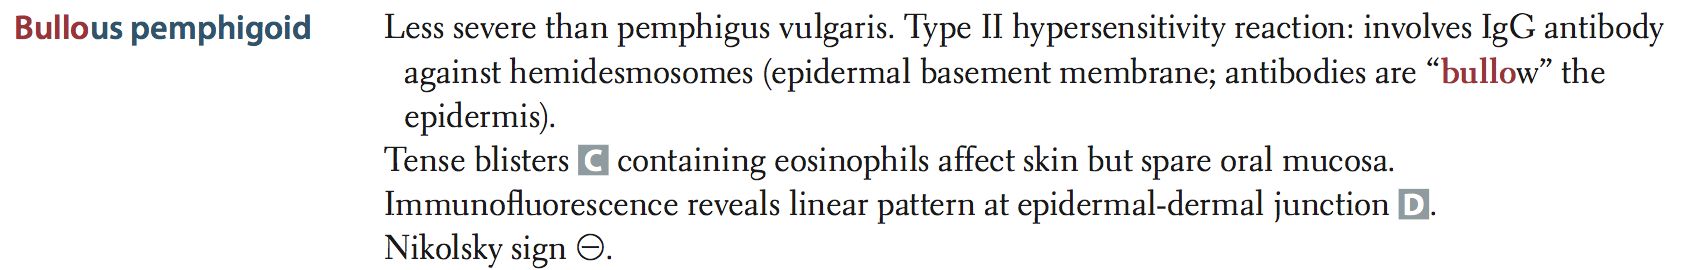 Bullous pemphigoid
Less severe than pemphigus vulgaris. Type II hypersensitivity reaction: involves IgG antibody
against hemidesmosomes (epidermal basement membrane; antibodies are “bullow” the
epidermis).
Tense blisters C containing eosinophils affect skin but spare oral mucosa.
Immunofluorescence reveals linear pattern at epidermal-dermal junction D.
Nikolsky sign ⊖.